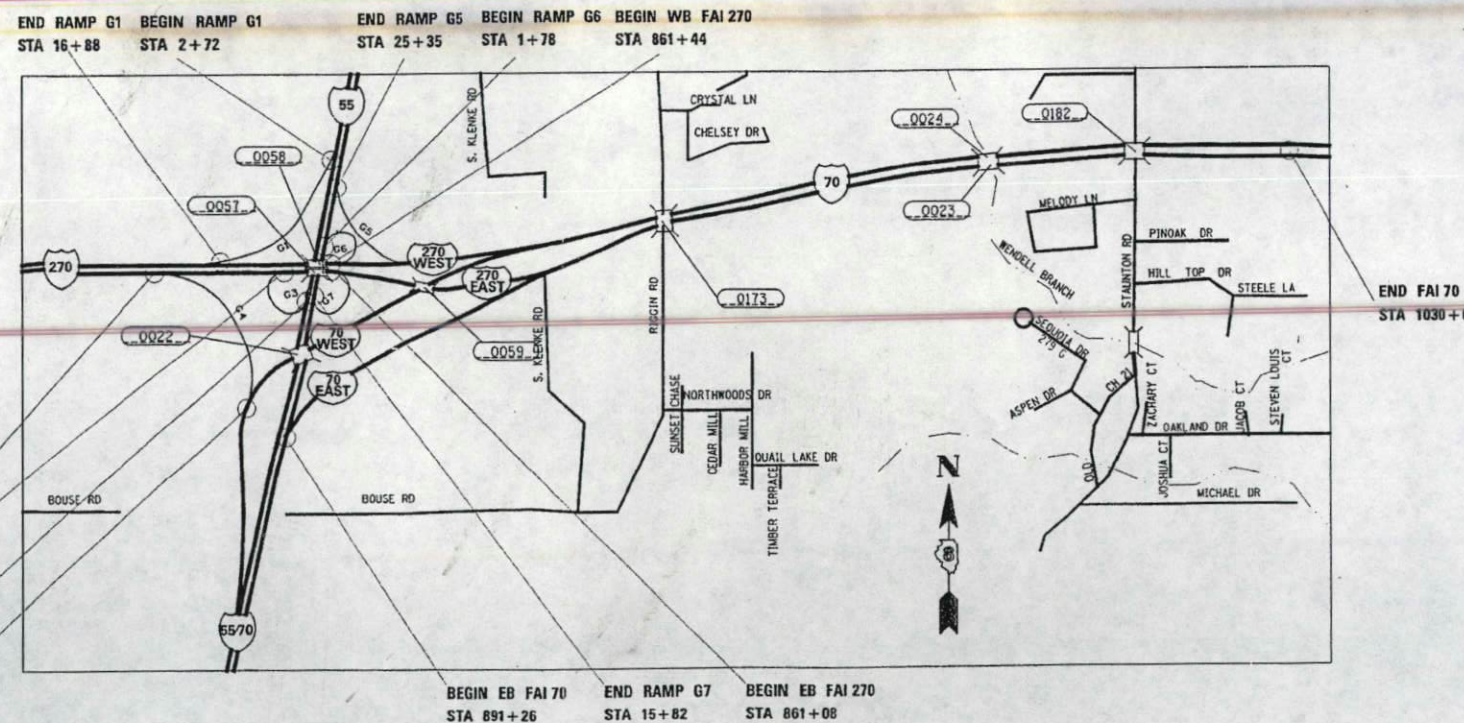 END RAMP G1 BEGIN RAMP G1 END RAMP G5 BEGIN RAMP G6 BEGIN WB FAI 270
STA 16+88 STA 2+72 STA 25+35 STA 1+78 STA 861+44
55
S. KLENKE RD
CRYSTAL LN
CHELSEY DR
0024
0182
0058
0057
70
0023
MELODY LN
G5
G6
270
270
WEST
270
EAST
G3
G7
G4
WENDELL BRANCH
STAUNTON RD
PINOAK DR
HILL TOP DR
STEELE LA
0173
RIGGIN RD
END FAI 70
0022
70
WEST
0059
S. KLENKE RD
SEQUOIA DR
70
EAST
ASPEN DR
CH 21
ZACHARY CT
JACOB CT
STEVEN LOUIS
CT
SUNSET CHASE
NORTHWOODS DR
CEDAR MILL
HARBOR MILL
OAKLAND DR
QUAIL LAKE DR
TIMBER TERRACE
N
OLD
JOSHUA CT
MICHAEL DR
BOUSE RD
BOUSE RD
55/70
BEGIN EB FAI 70 END RAMP G7 BEGIN EB FAI 270
STA 891+26 STA 15+82 STA 861+08